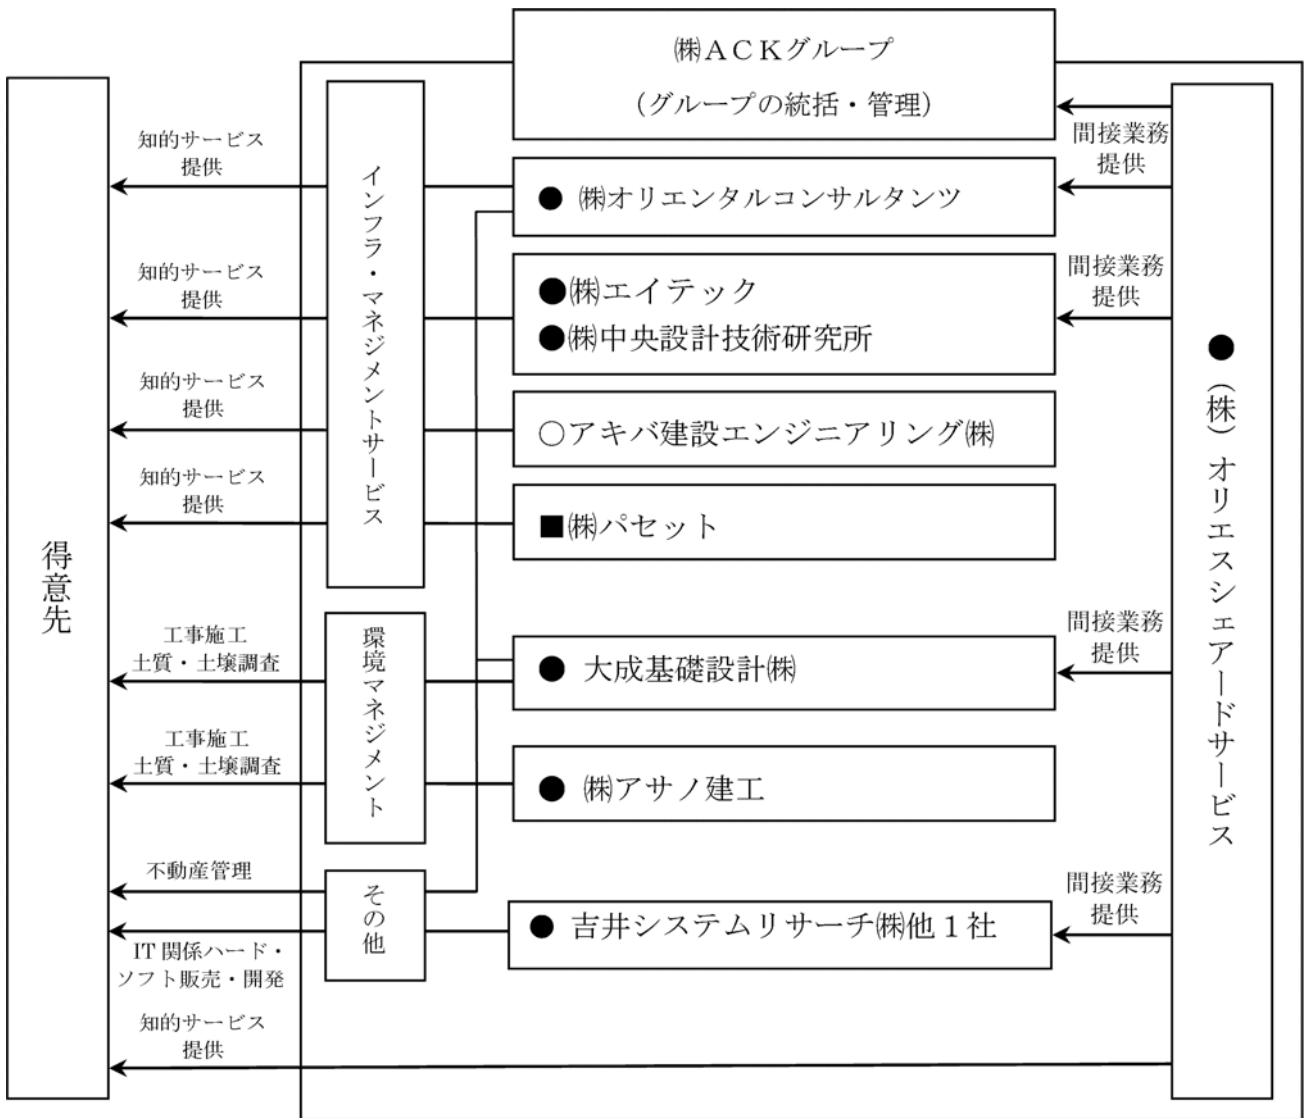 ㈱ＡＣＫグループ
（グループの統括・管理）
得意先
知的サービス
提供
知的サービス
提供
知的サービス
提供
知的サービス
提供
工事施工
土質・土壌調査
工事施工
土質・土壌調査
不動産管理
IT 関係ハード・
ソフト販売・開発
知的サービス
提供
インフラ・マネジメントサービス
環境マネジメント
その他
● ㈱オリエンタルコンサルタンツ
●㈱エイテック
●㈱中央設計技術研究所
○アキバ建設エンジニアリング㈱
■㈱パセット
● 大成基礎設計㈱
● ㈱アサノ建工
● 吉井システムリサーチ㈱他１社
間接業務
提供
間接業務
提供
間接業務
提供
間接業務
提供
●（株）オリエスシェアードサービス